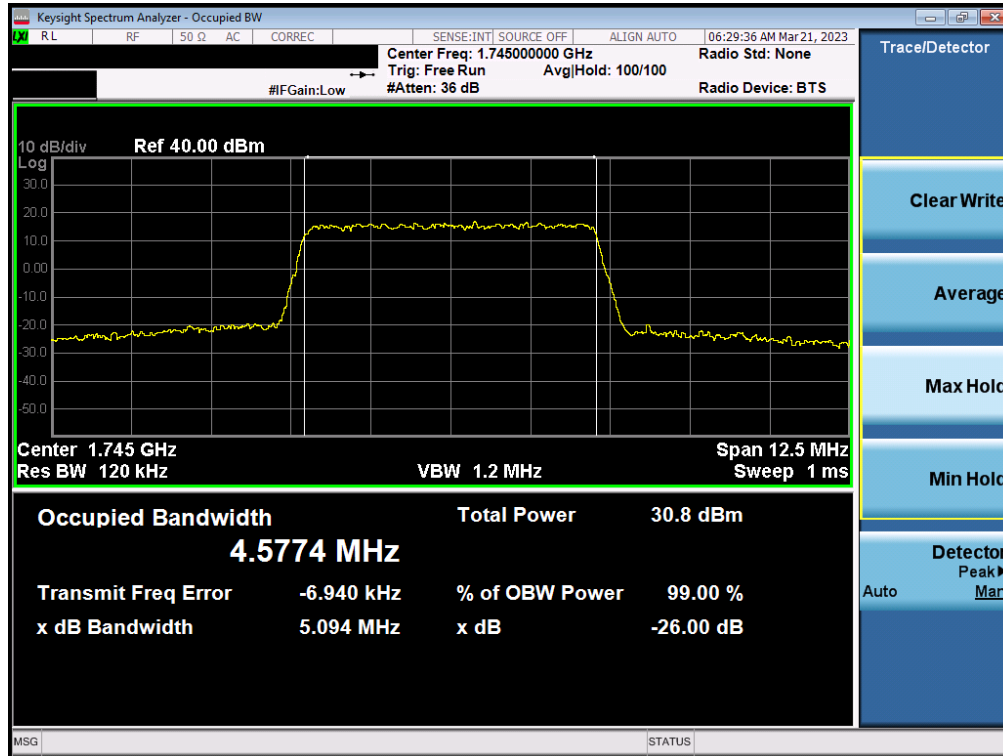 Keysight Spectrum Analyzer - Occupied BW
LXI RL RF 50 Ω AC CORREC SENSE:INT SOURCE OFF ALIGN AUTO 06:29:36 AM Mar 21, 2023
Center Freq: 1.745000000 GHz Radio Std: None
Trig: Free Run Avg|Hold: 100/100
#IFGain:Low #Atten: 36 dB Radio Device: BTS
Trace/Detector
10 dB/div Ref 40.00 dBm
Log
30.0
20.0
10.0
0.00
-10.0
-20.0
-30.0
-40.0
-50.0
Center 1.745 GHz Span 12.5 MHz
Res BW 120 kHz VBW 1.2 MHz Sweep 1 ms
Occupied Bandwidth Total Power 30.8 dBm
4.5774 MHz
Transmit Freq Error -6.940 kHz % of OBW Power 99.00 %
x dB Bandwidth 5.094 MHz x dB -26.00 dB
Clear Write
Average
Max Hold
Min Hold
Detector
Peak
Auto Man
MSG STATUS